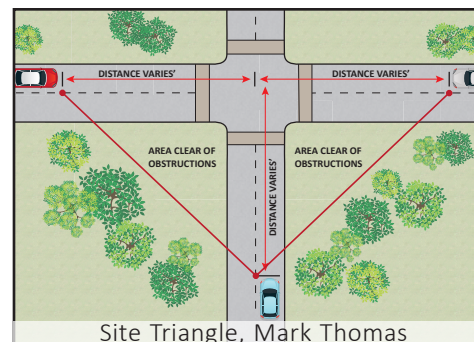 DISTANCE VARIES' DISTANCE VARIES'
AREA CLEAR OF
OBSTRUCTIONS
DISTANCE VARIES'
AREA CLEAR OF
OBSTRUCTIONS
Site Triangle, Mark Thomas